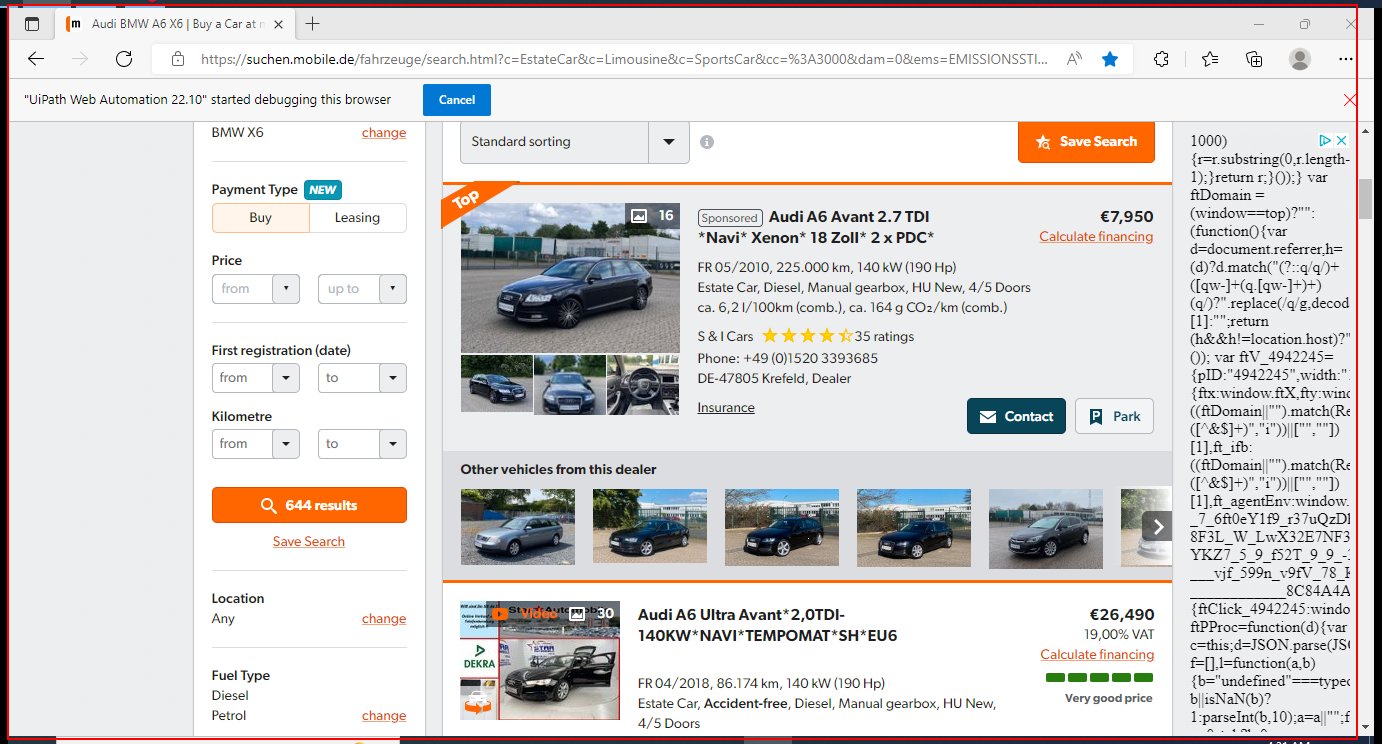 Audi BMW A6 X6 | Buy a Car at m
https://suchen.mobile.de/fahrzeuge/search.html?c=EstateCar&c=Limousine&c=SportsCar&cc=%3A3000&dam=0&ems=EMISSIONSSTI...
"UiPath Web Automation 22.10" started debugging this browser
Cancel
BMW X6
change
Payment Type NEW
Buy
Leasing
Price
from
up to
First registration (date)
from
to
Kilometre
from
to
644 results
Save Search
Location
Any
change
Fuel Type
Diesel
Petrol
change
Standard sorting
Save Search
Top
16
Sponsored Audi A6 Avant 2.7 TDI
*Navi* Xenon* 18 Zoll* 2 x PDC*
€7,950
Calculate financing
FR 05/2010, 225.000 km, 140 kW (190 Hp)
Estate Car, Diesel, Manual gearbox, HU New, 4/5 Doors
ca. 6,2 l/100km (comb.), ca. 164 g CO₂/km (comb.)
S & I Cars
35 ratings
Phone: +49 (0)1520 3393685
DE-47805 Krefeld, Dealer
Insurance
Contact
Park
Other vehicles from this dealer
Video
30
DEKRA
Audi A6 Ultra Avant*2,0TDI-
140KW*NAVI*TEMPOMAT*SH*EU6
€26,490
19,00% VAT
Calculate financing
Very good price
FR 04/2018, 86.174 km, 140 kW (190 Hp)
Estate Car, Accident-free, Diesel, Manual gearbox, HU New,
4/5 Doors
1000)
{r=r.substring(0,r.length-
1);}return r;}());} var
ftDomain =
(window==top)?"":
(function(){var
d=document.referrer,h=
(d)?d.match("(?::q/q/)+
([qw-]+(q.[qw-]+)+)
(q/)?".replace(/q/g,decod
[1]:"";return
(h&&h!=location.host)?"
()); var ftV_4942245=
{pID:"4942245",width:"
{ftx:window.ftX,fty:wind
((ftDomain||"").match(Re
([^&$]+)","i"))||["",""])
[1],ft_ifb:
((ftDomain||"").match(Re
([^&$]+)","i"))||["",""])
[1],ft_agentEnv:window.
_7_6ft0eY1f9_r37uQzDl
8F3L_W_LwX32E7NF3
YKZ7_5_9_f52T_9_9_-
___vjf_599n_v9fV_78_
8C84A4A
{ftClick_4942245:windo
ftPProc=function(d){var
c=this;d=JSON.parse(JS
f=[],l=function(a,b)
{b="undefined"===typeo
b||isNaN(b)?
1:parseInt(b,10);a=a||"";f